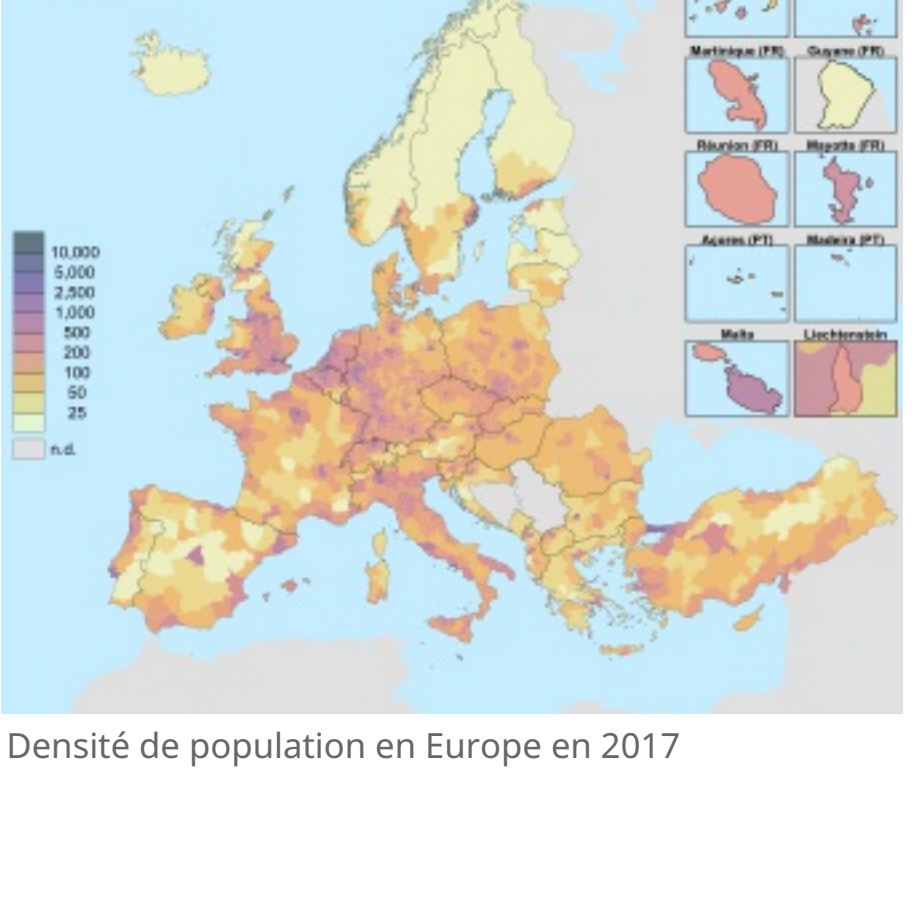 Martinique (FR)
Guyane (FR)
Réunion (FR)
Mayotte (FR)
Açores (PT)
Madeira (PT)
Malta
Liechtenstein
10,000
5,000
2,500
1,000
500
200
100
50
25
n.d.
Densité de population en Europe en 2017